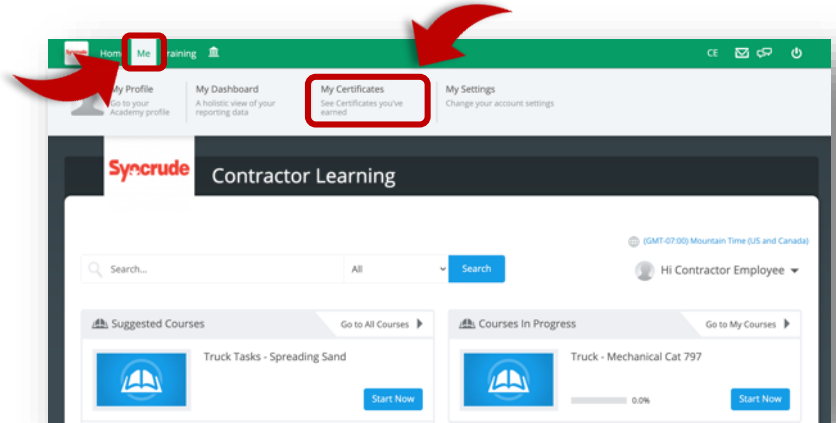 Syncrude Home Me Training CE
My Profile
Go to your
Academy profile
My Dashboard
A holistic view of your
reporting data
My Certificates
See Certificates you've
earned
My Settings
Change your account settings
Syncrude Contractor Learning
(GMT-07:00) Mountain Time (US and Canada)
Search... All Search
Hi Contractor Employee
Suggested Courses Go to All Courses
Truck Tasks - Spreading Sand
Start Now
Courses In Progress Go to My Courses
Truck - Mechanical Cat 797
0.0% Start Now